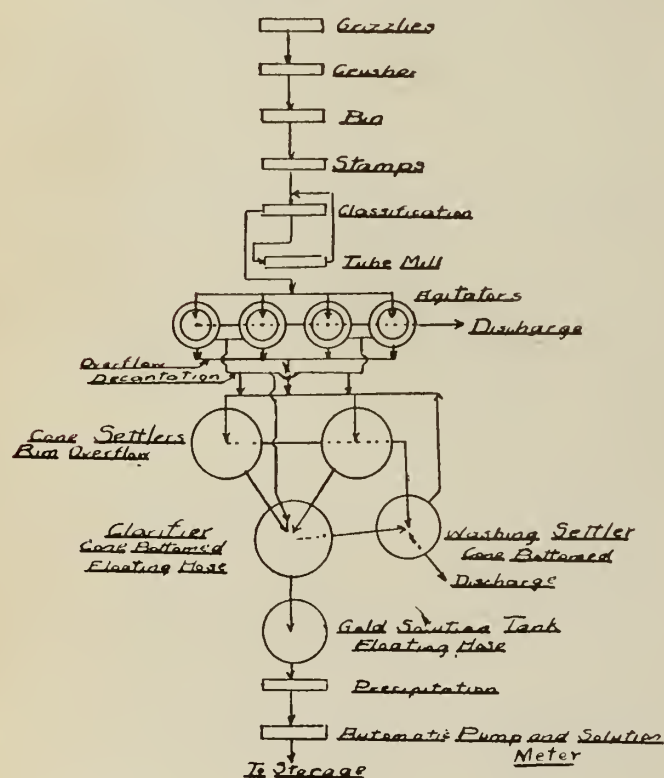 Grizzlies
Crusher
Bin
Stamps
Classification
Tube Mill
Agitators
Discharge
Overflow
Decantation
Cone Settlers
Rim Overflow
Clarifier
Cone Bottomed
Floating Hose
Washing Settler
Cone Bottomed
Discharge
Gold Solution Tank
Floating Hose
Precipitation
Automatic Pump and Solution
Meter
To Storage